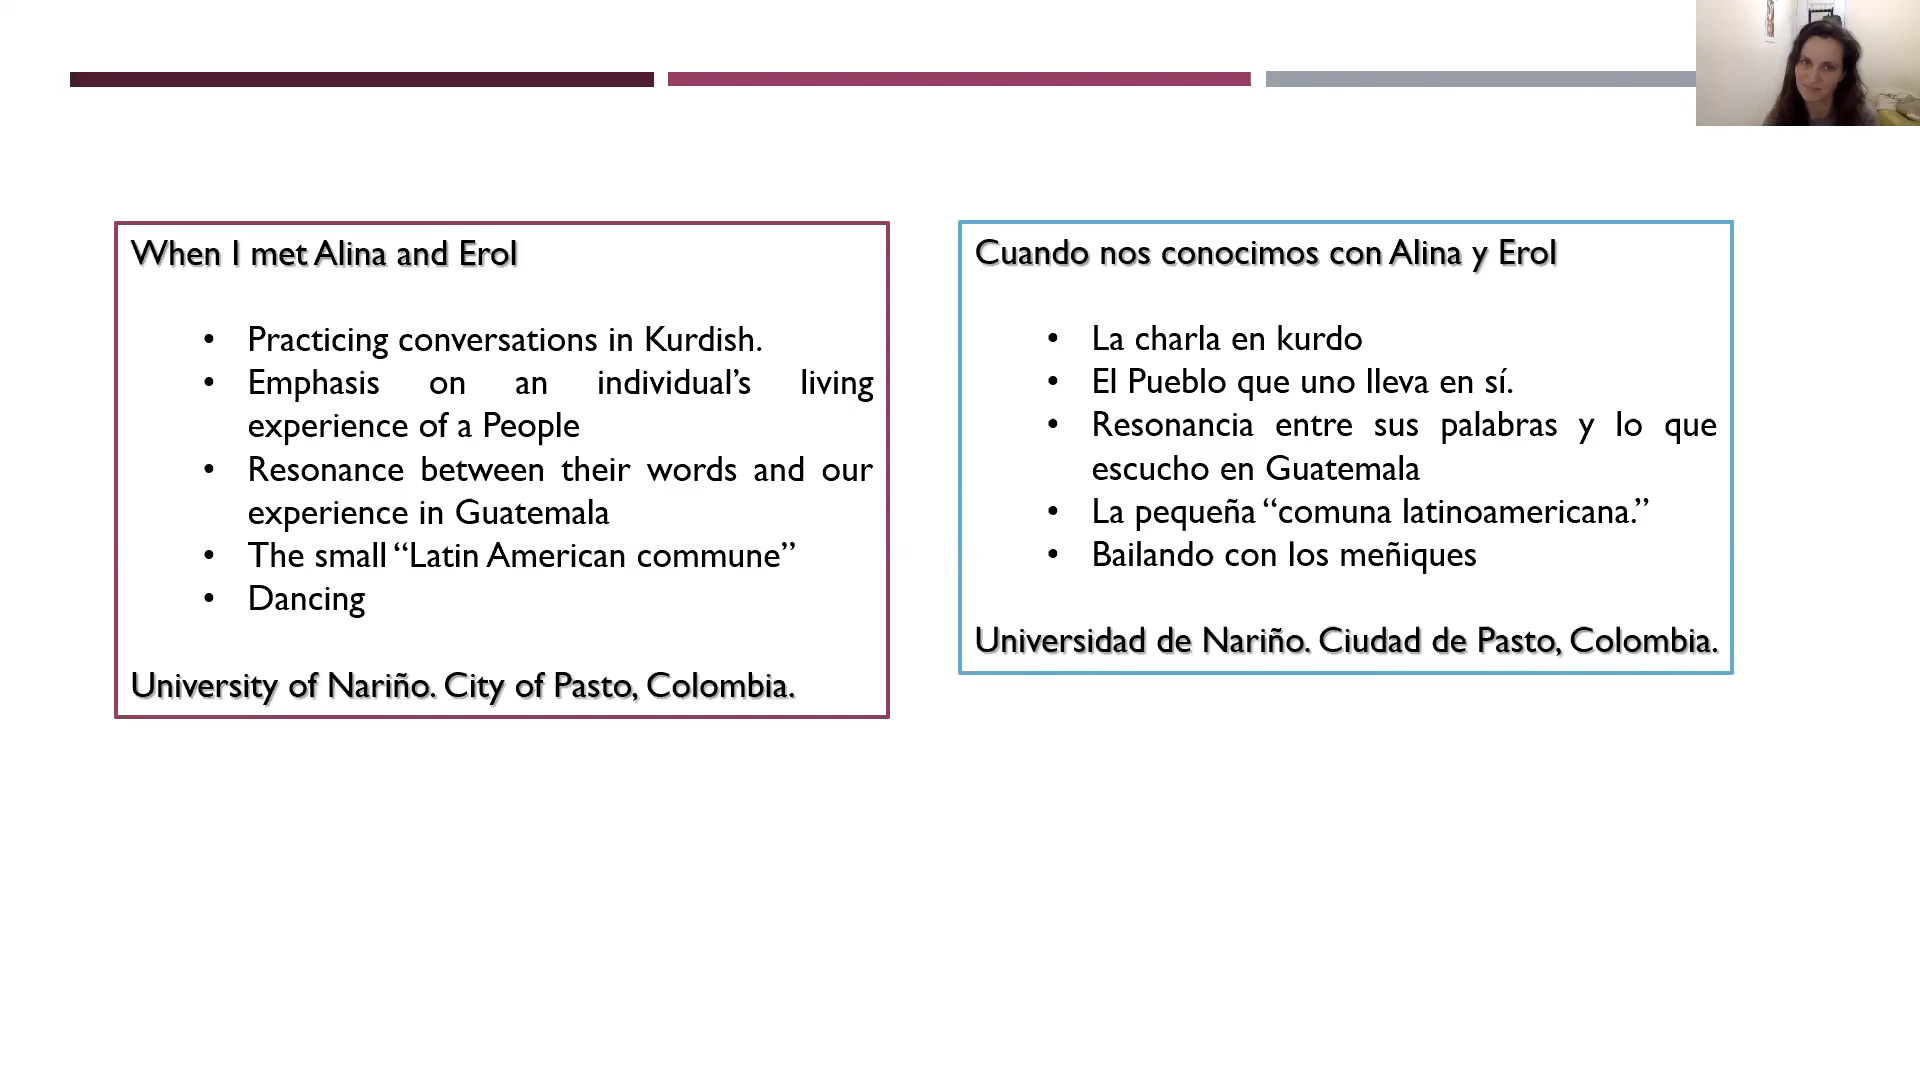 When I met Alina and Erol
• Practicing conversations in Kurdish.
• Emphasis on an individual’s living
experience of a People
• Resonance between their words and our
experience in Guatemala
• The small “Latin American commune”
• Dancing
University of Nariño. City of Pasto, Colombia.
Cuando nos conocimos con Alina y Erol
• La charla en kurdo
• El Pueblo que uno lleva en sí.
• Resonancia entre sus palabras y lo que
escucho en Guatemala
• La pequeña “comuna latinoamericana.”
• Bailando con los meñiques
Universidad de Nariño. Ciudad de Pasto, Colombia.